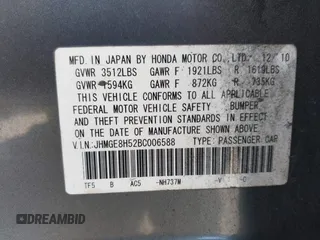 MFD. IN JAPAN BY HONDA MOTOR CO., LTD. 12/10
GVWR 3512LBS GAWR F 1921LBS R 1619LBS
GVWR 1594KG GAWR F 872KG R 735KG
THIS VEHICLE CONFORMS TO ALL APPLICABLE
FEDERAL MOTOR VEHICLE SAFETY, BUMPER,
AND THEFT PREVENTION STANDARDS IN EFFECT
ON THE DATE OF MANUFACTURE SHOWN ABOVE.
V.I.N:JHMGE8H52BC006588 TYPE:PASSENGER CAR
TF5 B AC5 -NH737M
DREAMBID